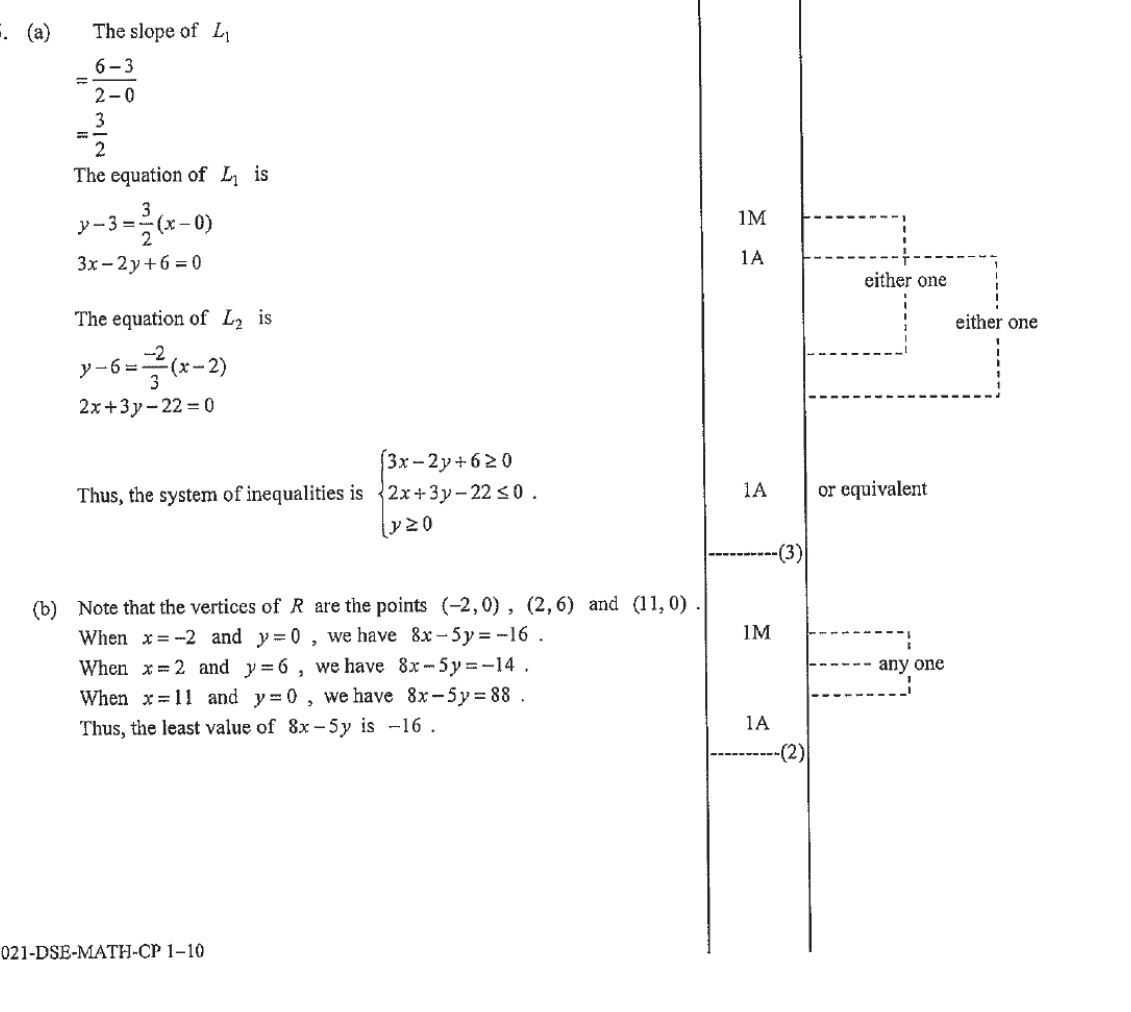 5. (a) The slope of L₁
= (6 − 3)/(2 − 0)
= 3/2
The equation of L₁ is
y − 3 = 3/2 (x − 0) 1M
3x − 2y + 6 = 0 1A
either one
The equation of L₂ is either one
y − 6 = −2/3 (x − 2)
2x + 3y − 22 = 0
{3x − 2y + 6 ≥ 0
Thus, the system of inequalities is {2x + 3y − 22 ≤ 0 . 1A or equivalent
{y ≥ 0
----------(3)
(b) Note that the vertices of R are the points (−2, 0) , (2, 6) and (11, 0) .
When x = −2 and y = 0 , we have 8x − 5y = −16 . 1M
When x = 2 and y = 6 , we have 8x − 5y = −14 . any one
When x = 11 and y = 0 , we have 8x − 5y = 88 .
Thus, the least value of 8x − 5y is −16 . 1A
----------(2)
021-DSE-MATH-CP 1–10